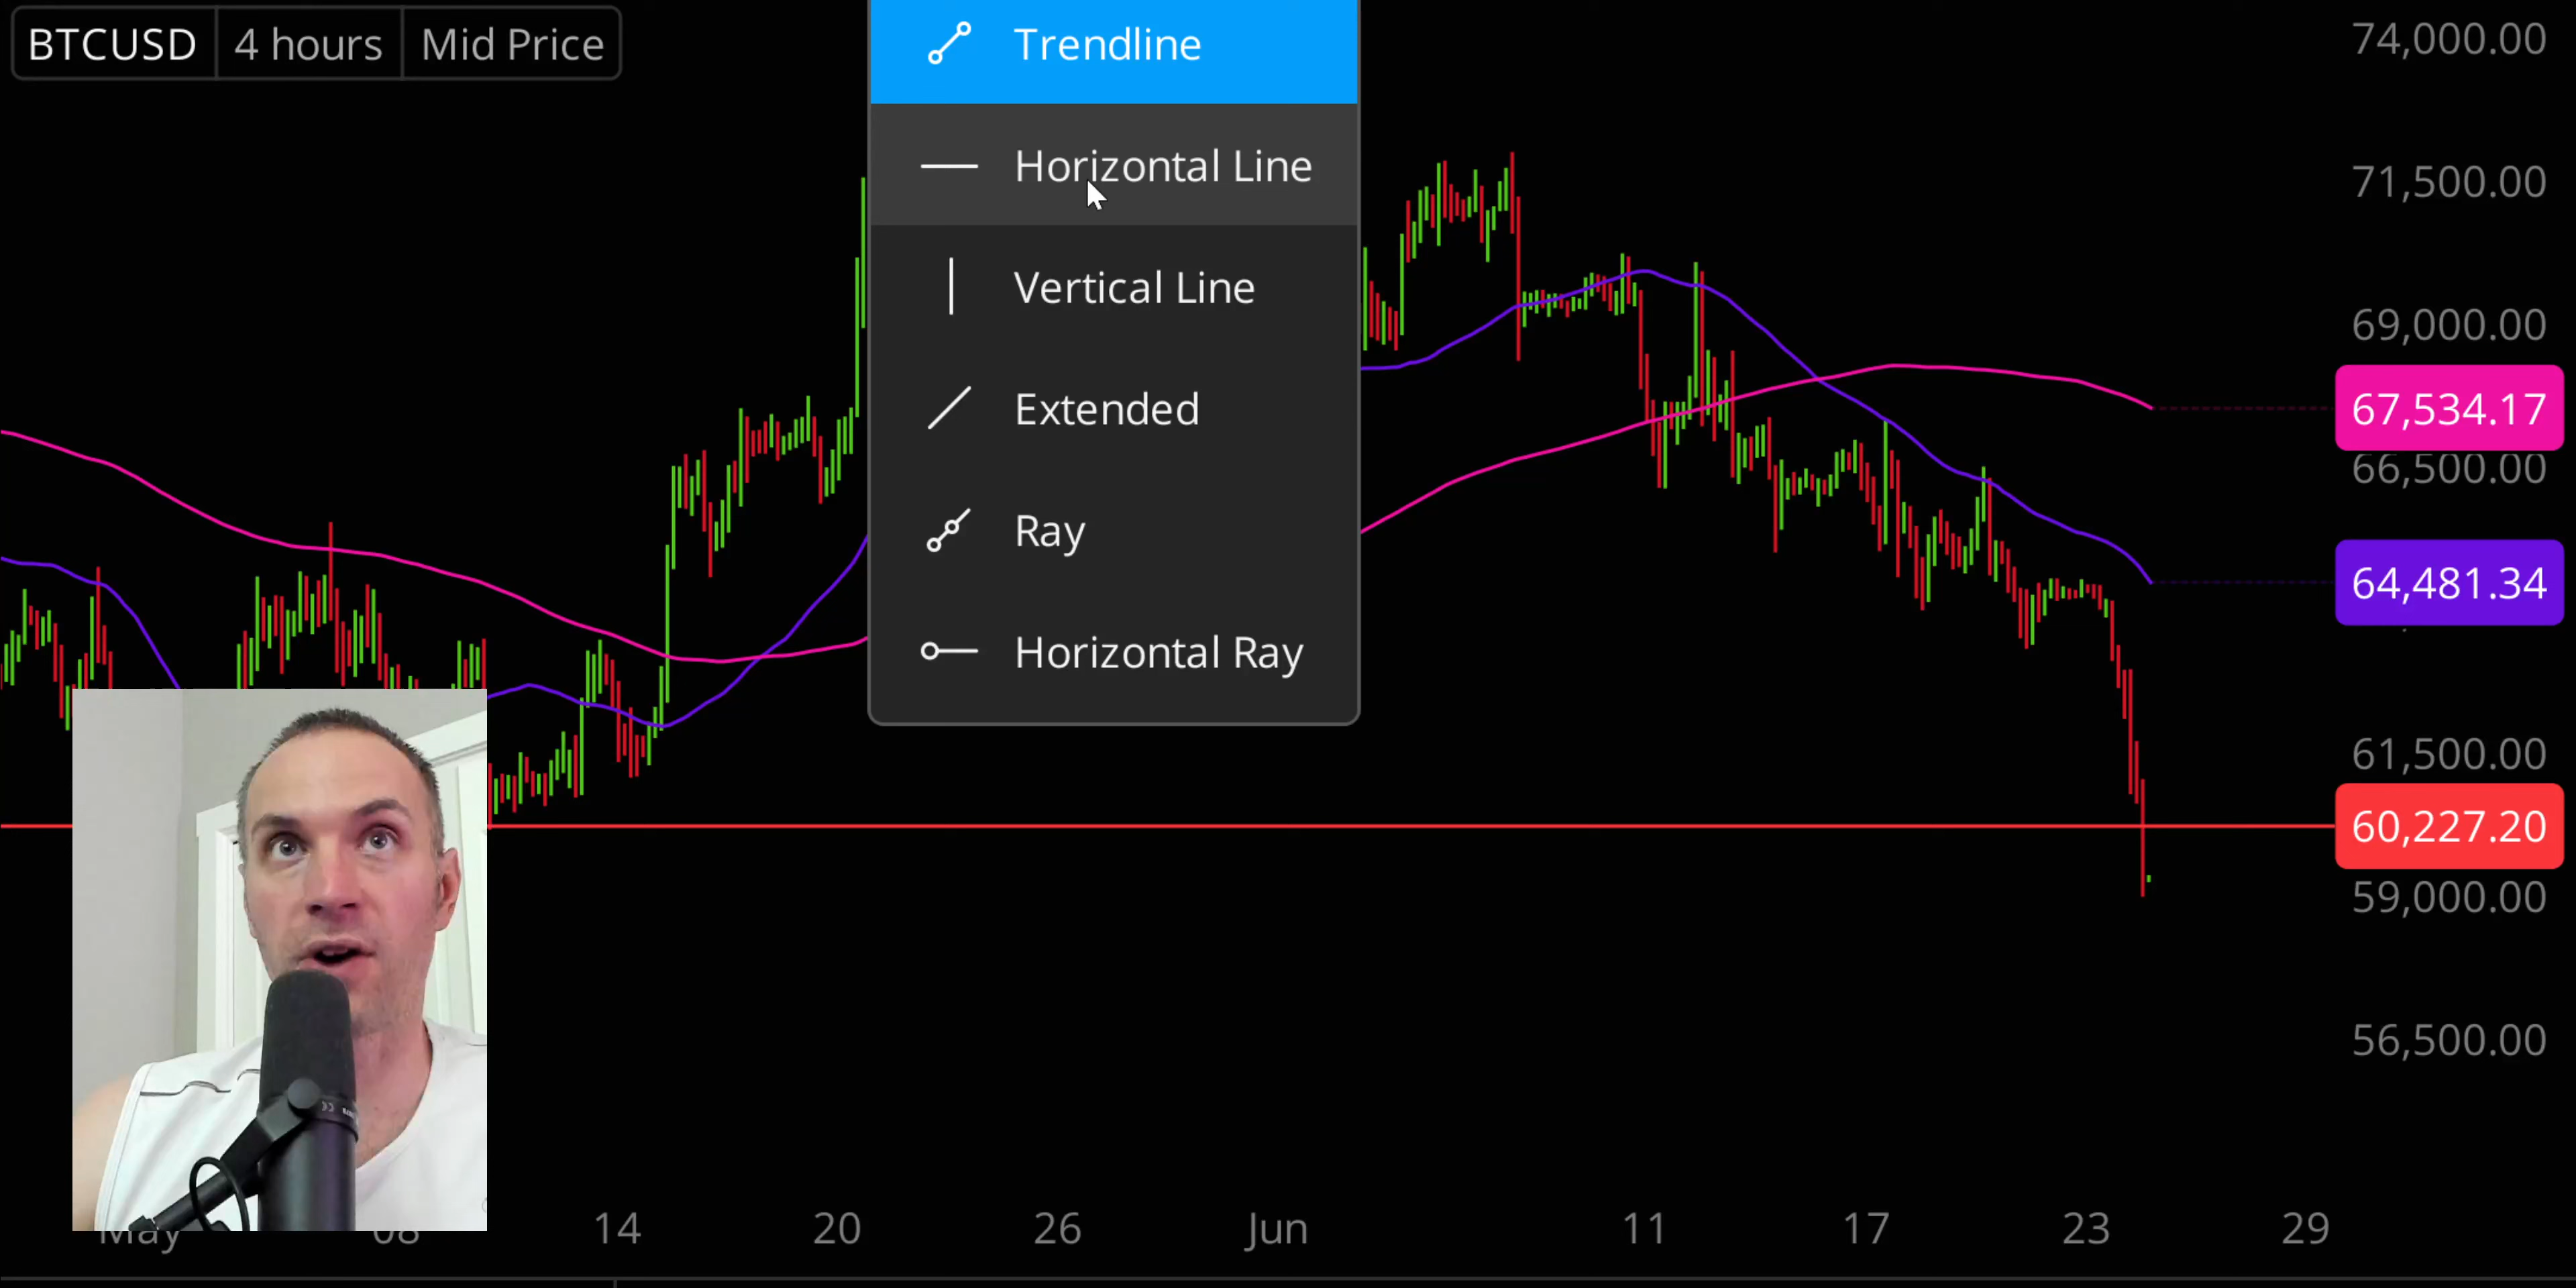 BTCUSD 4 hours Mid Price
Trendline
Horizontal Line
Vertical Line
Extended
Ray
Horizontal Ray
74,000.00
71,500.00
69,000.00
67,534.17
66,500.00
64,481.34
61,500.00
60,227.20
59,000.00
56,500.00
May 08 14 20 26 Jun 11 17 23 29